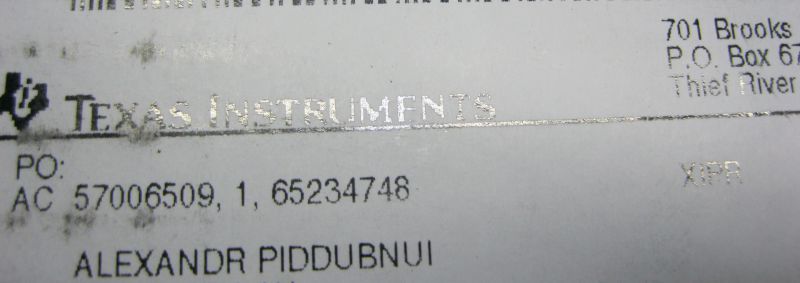 701 Brooks
P.O. Box 67
Thief River
TEXAS INSTRUMENTS
PO:
AC 57006509, 1, 65234748
XIPR
ALEXANDR PIDDUBNUI